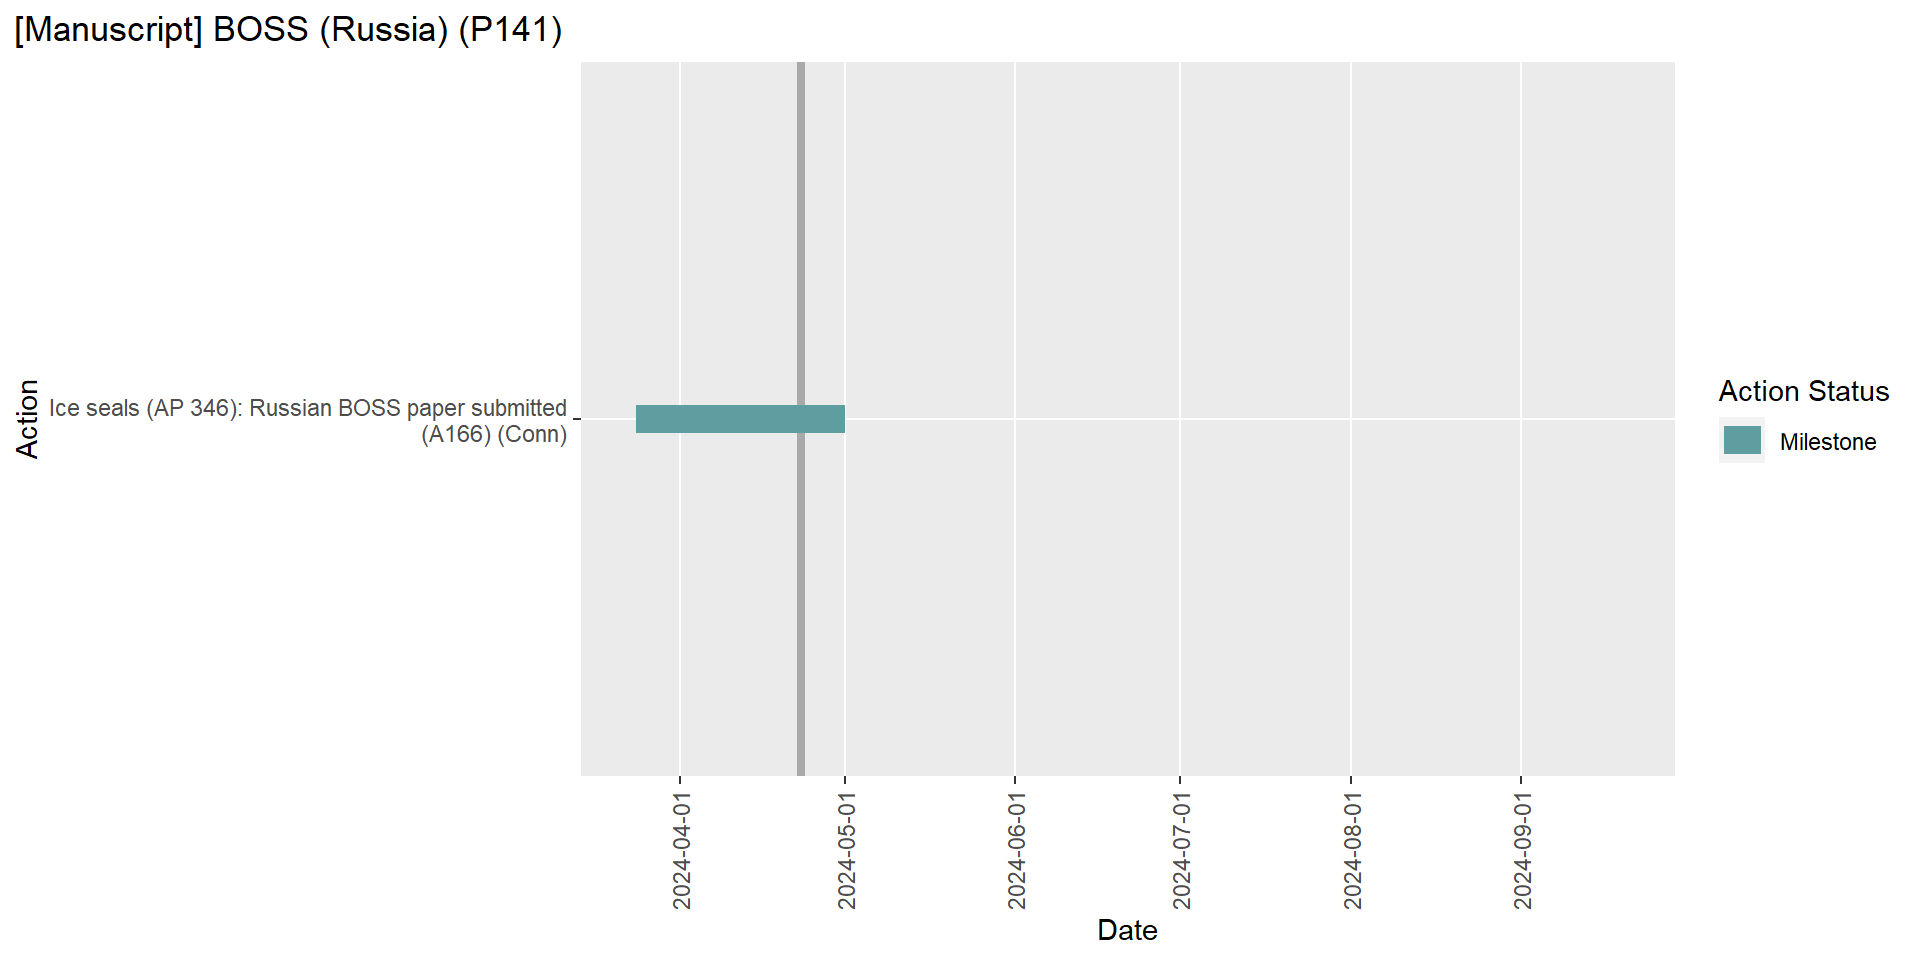 [Manuscript] BOSS (Russia) (P141)
Action
Ice seals (AP 346): Russian BOSS paper submitted
(A166) (Conn)
2024-04-01
2024-05-01
2024-06-01
2024-07-01
2024-08-01
2024-09-01
Date
Action Status
Milestone